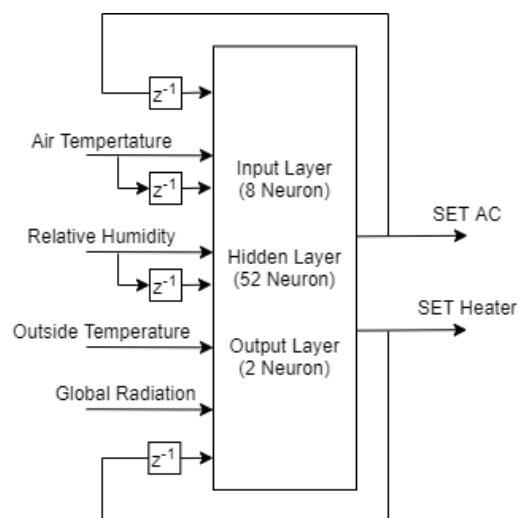 z-1
Air Tempertature
z-1
Input Layer
(8 Neuron)
SET AC
Relative Humidity
z-1
Hidden Layer
(52 Neuron)
SET Heater
Outside Temperature
Output Layer
(2 Neuron)
Global Radiation
z-1